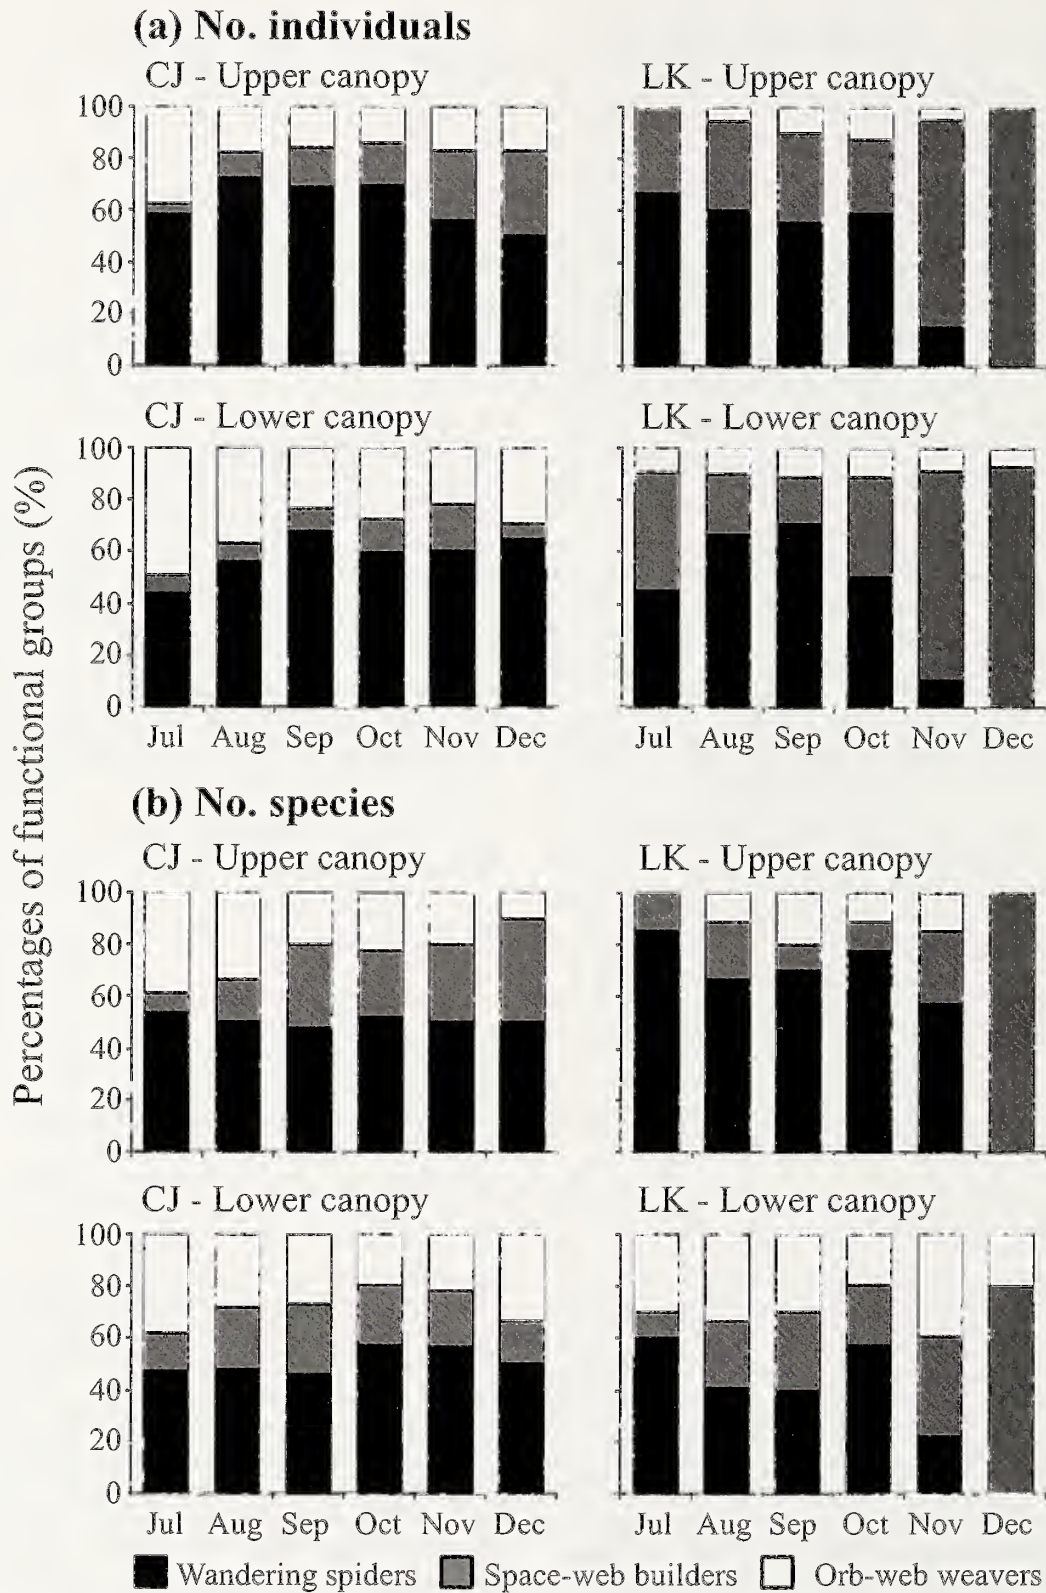 (a) No. individuals
CJ - Upper canopy
LK - Upper canopy
100
80
60
40
20
0
CJ - Lower canopy
LK - Lower canopy
100
80
60
40
20
0
Jul Aug Sep Oct Nov Dec
Jul Aug Sep Oct Nov Dec
Percentages of functional groups (%)
(b) No. species
CJ - Upper canopy
LK - Upper canopy
100
80
60
40
20
0
CJ - Lower canopy
LK - Lower canopy
100
80
60
40
20
0
Jul Aug Sep Oct Nov Dec
Jul Aug Sep Oct Nov Dec
Wandering spiders Space-web builders Orb-web weavers